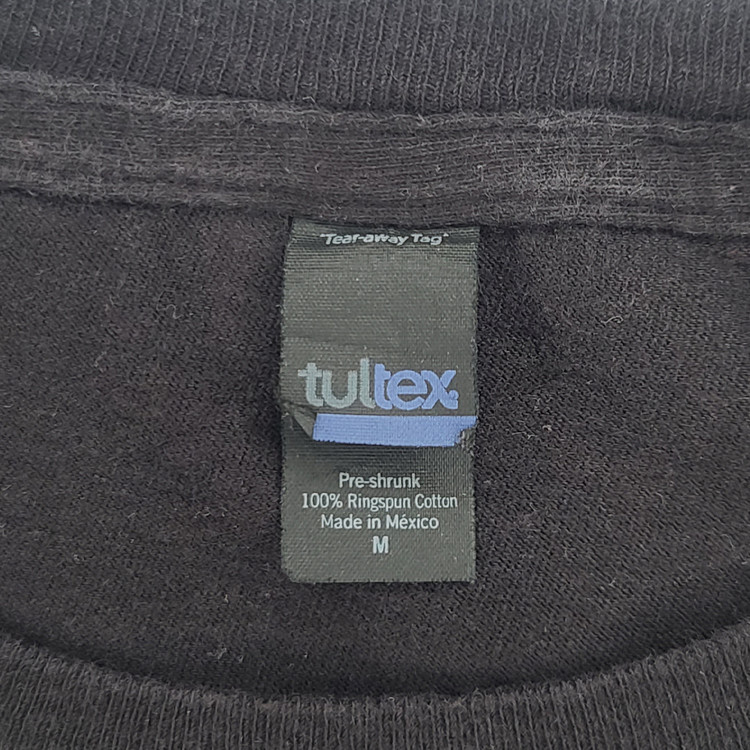 "Tear-away Tag"
tultex
Pre-shrunk
100% Ringspun Cotton
Made in México
M